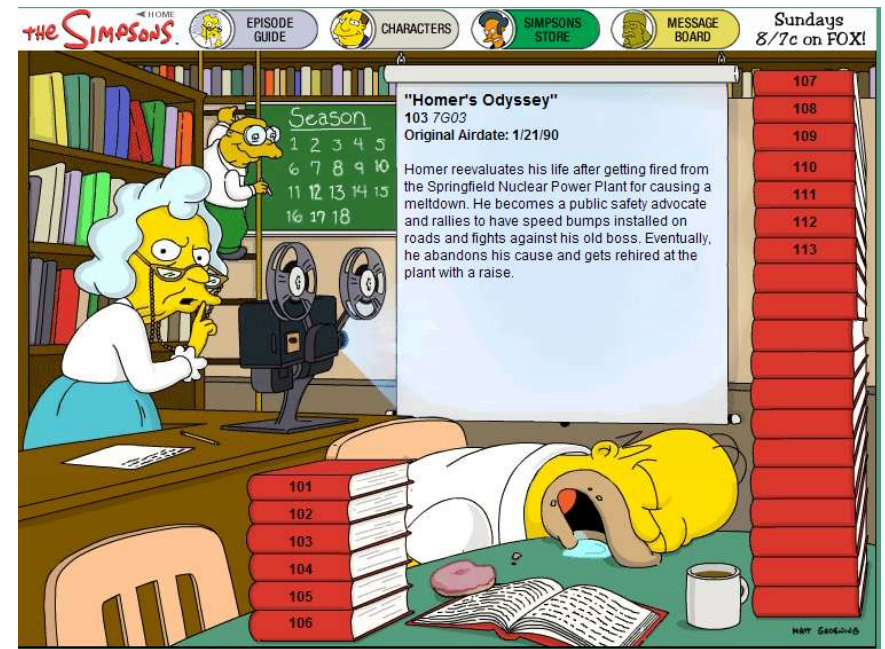 ◄HOME
THE SIMPSONS.
EPISODE
GUIDE
CHARACTERS
SIMPSONS
STORE
MESSAGE
BOARD
Sundays
8/7c on FOX!
Season
1 2 3 4 5
6 7 8 9 10
11 12 13 14 15
16 17 18
"Homer's Odyssey"
103 7G03
Original Airdate: 1/21/90
Homer reevaluates his life after getting fired from
the Springfield Nuclear Power Plant for causing a
meltdown. He becomes a public safety advocate
and rallies to have speed bumps installed on
roads and fights against his old boss. Eventually,
he abandons his cause and gets rehired at the
plant with a raise.
101
102
103
104
105
106
107
108
109
110
111
112
113
MATT GROENING